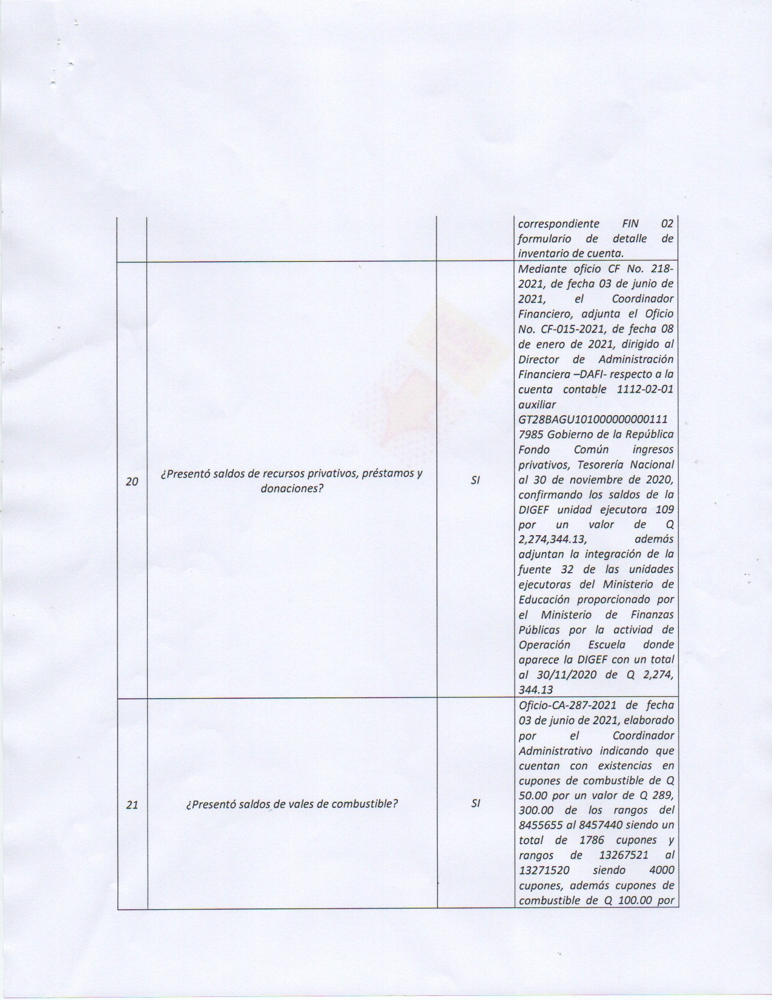 correspondiente FIN 02
formulario de detalle de
inventario de cuenta.
20
¿Presentó saldos de recursos privativos, préstamos y
donaciones?
SI
Mediante oficio CF No. 218-
2021, de fecha 03 de junio de
2021, el Coordinador
Financiero, adjunta el Oficio
No. CF-015-2021, de fecha 08
de enero de 2021, dirigido al
Director de Administración
Financiera –DAFI- respecto a la
cuenta contable 1112-02-01
auxiliar
GT28BAGU101000000000111
7985 Gobierno de la República
Fondo Común ingresos
privativos, Tesorería Nacional
al 30 de noviembre de 2020,
confirmando los saldos de la
DIGEF unidad ejecutora 109
por un valor de Q
2,274,344.13, además
adjuntan la integración de la
fuente 32 de las unidades
ejecutoras del Ministerio de
Educación proporcionado por
el Ministerio de Finanzas
Públicas por la activiad de
Operación Escuela donde
aparece la DIGEF con un total
al 30/11/2020 de Q 2,274,
344.13
21
¿Presentó saldos de vales de combustible?
SI
Oficio-CA-287-2021 de fecha
03 de junio de 2021, elaborado
por el Coordinador
Administrativo indicando que
cuentan con existencias en
cupones de combustible de Q
50.00 por un valor de Q 289,
300.00 de los rangos del
8455655 al 8457440 siendo un
total de 1786 cupones y
rangos de 13267521 al
13271520 siendo 4000
cupones, además cupones de
combustible de Q 100.00 por